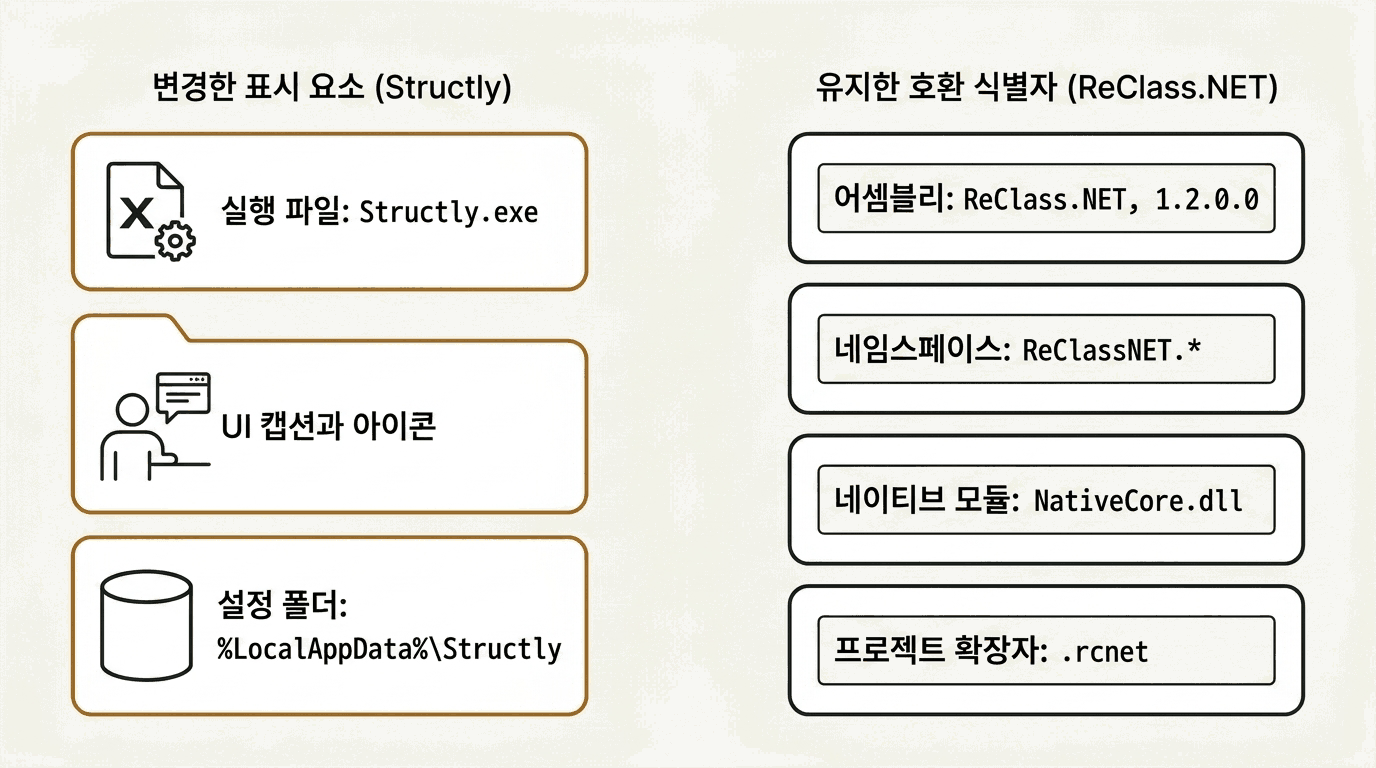 변경한 표시 요소 (Structly)
실행 파일: Structly.exe
UI 캡션과 아이콘
설정 폴더:
%LocalAppData%\Structly
유지한 호환 식별자 (ReClass.NET)
어셈블리: ReClass.NET, 1.2.0.0
네임스페이스: ReClassNET.*
네이티브 모듈: NativeCore.dll
프로젝트 확장자: .rcnet